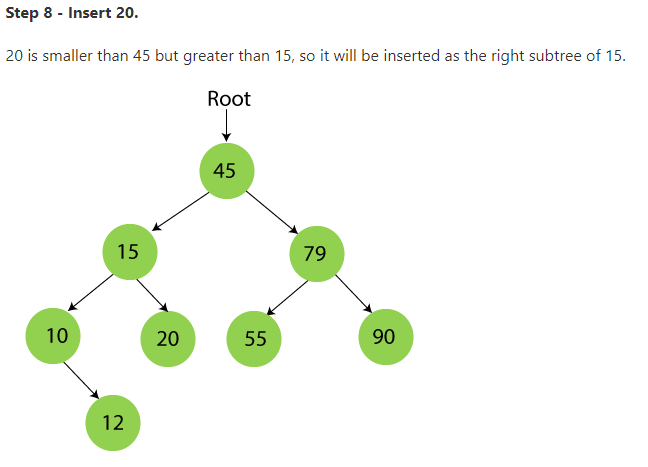 Step 8 - Insert 20.
20 is smaller than 45 but greater than 15, so it will be inserted as the right subtree of 15.
Root
45
15
79
10
20
55
90
12